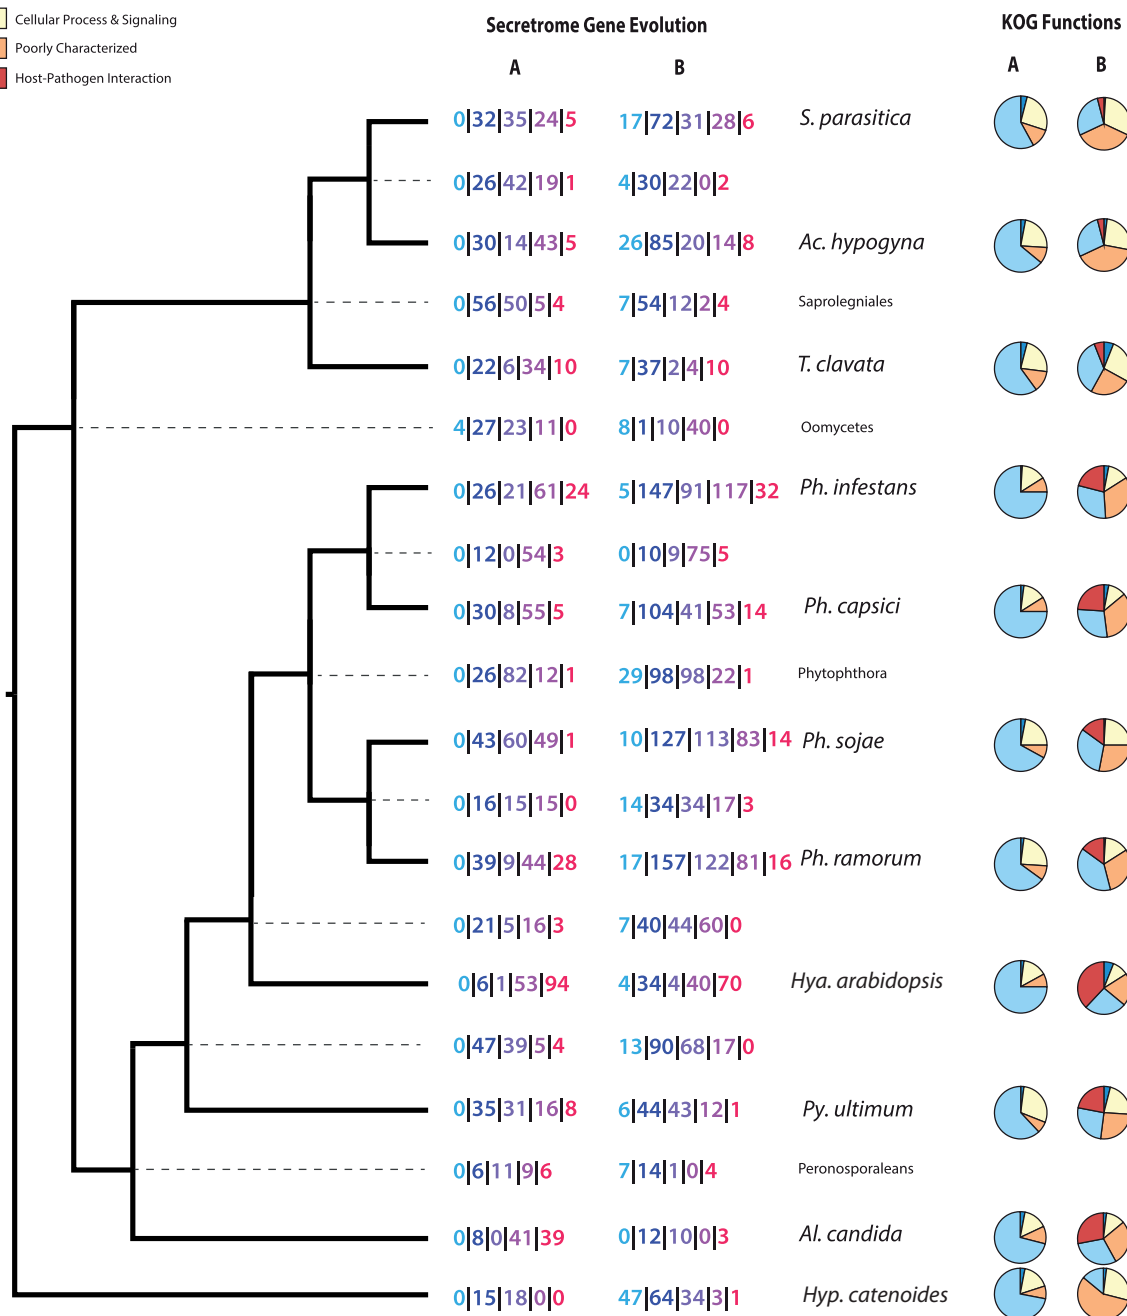 Cellular Process & Signaling
Poorly Characterized
Host-Pathogen Interaction
Secretrome Gene Evolution
KOG Functions
A B A B
0|32|35|24|5 17|72|31|28|6 S. parasitica
0|26|42|19|1 4|30|22|0|2
0|30|14|43|5 26|85|20|14|8 Ac. hypogyna
0|56|50|5|4 7|54|12|2|4 Saprolegniales
0|22|6|34|10 7|37|2|4|10 T. clavata
4|27|23|11|0 8|1|10|40|0 Oomycetes
0|26|21|61|24 5|147|91|117|32 Ph. infestans
0|12|0|54|3 0|10|9|75|5
0|30|8|55|5 7|104|41|53|14 Ph. capsici
0|26|82|12|1 29|98|98|22|1 Phytophthora
0|43|60|49|1 10|127|113|83|14 Ph. sojae
0|16|15|15|0 14|34|34|17|3
0|39|9|44|28 17|157|122|81|16 Ph. ramorum
0|21|5|16|3 7|40|44|60|0
0|6|1|53|94 4|34|4|40|70 Hya. arabidopsis
0|47|39|5|4 13|90|68|17|0
0|35|31|16|8 6|44|43|12|1 Py. ultimum
0|6|11|9|6 7|14|1|0|4 Peronosporaleans
0|8|0|41|39 0|12|10|0|3 Al. candida
0|15|18|0|0 47|64|34|3|1 Hyp. catenoides